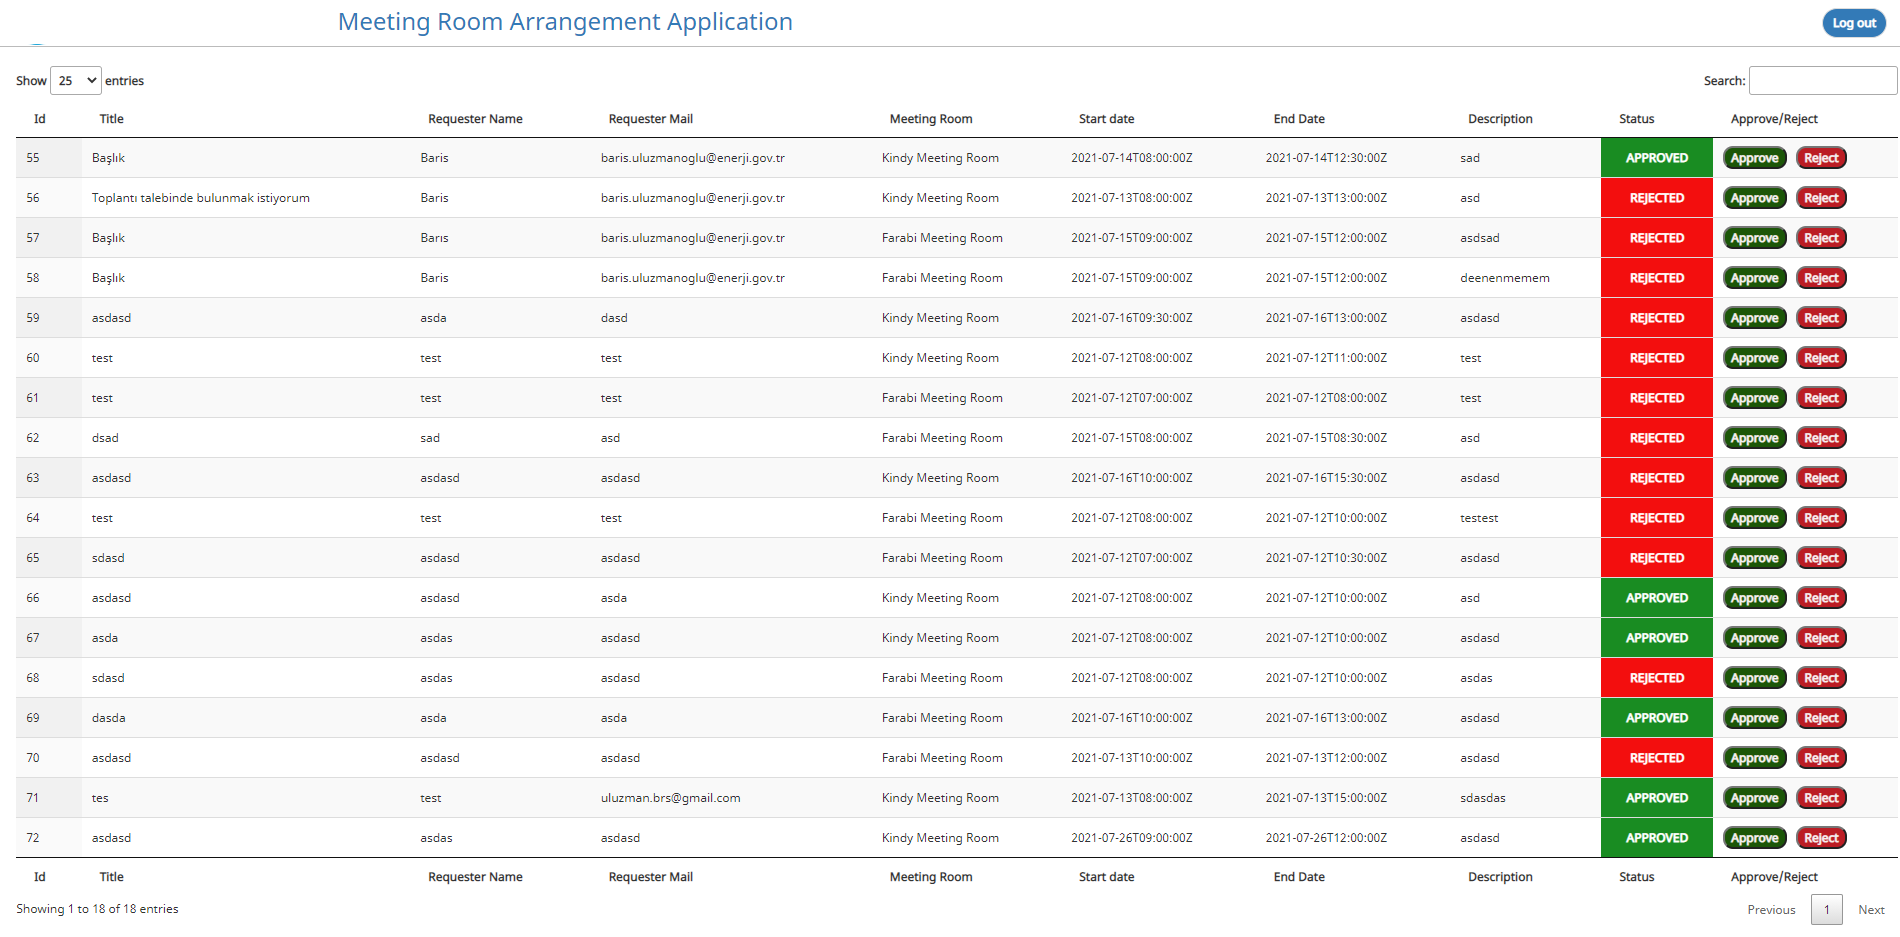 Meeting Room Arrangement Application Log out
Show 25 entries Search:
Id Title Requester Name Requester Mail Meeting Room Start date End Date Description Status Approve/Reject
55 Başlık Baris baris.uluzmanoglu@enerji.gov.tr Kindy Meeting Room 2021-07-14T08:00:00Z 2021-07-14T12:30:00Z sad APPROVED Approve Reject
56 Toplantı talebinde bulunmak istiyorum Baris baris.uluzmanoglu@enerji.gov.tr Kindy Meeting Room 2021-07-13T08:00:00Z 2021-07-13T13:00:00Z asd REJECTED Approve Reject
57 Başlık Barıs baris.uluzmanoglu@enerji.gov.tr Farabi Meeting Room 2021-07-15T09:00:00Z 2021-07-15T12:00:00Z asdsad REJECTED Approve Reject
58 Başlık Baris baris.uluzmanoglu@enerji.gov.tr Farabi Meeting Room 2021-07-15T09:00:00Z 2021-07-15T12:00:00Z deenenmemem REJECTED Approve Reject
59 asdasd asda dasd Kindy Meeting Room 2021-07-16T09:30:00Z 2021-07-16T13:00:00Z asdasd REJECTED Approve Reject
60 test test test Kindy Meeting Room 2021-07-12T08:00:00Z 2021-07-12T11:00:00Z test REJECTED Approve Reject
61 test test test Farabi Meeting Room 2021-07-12T07:00:00Z 2021-07-12T08:00:00Z test REJECTED Approve Reject
62 dsad sad asd Farabi Meeting Room 2021-07-15T08:00:00Z 2021-07-15T08:30:00Z asd REJECTED Approve Reject
63 asdasd asdasd asdasd Kindy Meeting Room 2021-07-16T10:00:00Z 2021-07-16T15:30:00Z asdasd REJECTED Approve Reject
64 test test test Farabi Meeting Room 2021-07-12T08:00:00Z 2021-07-12T10:00:00Z testest REJECTED Approve Reject
65 sdasd asdasd asdasd Farabi Meeting Room 2021-07-12T07:00:00Z 2021-07-12T10:30:00Z asdasd REJECTED Approve Reject
66 asdasd asdasd asda Kindy Meeting Room 2021-07-12T08:00:00Z 2021-07-12T10:00:00Z asd APPROVED Approve Reject
67 asda asdas asdasd Kindy Meeting Room 2021-07-12T08:00:00Z 2021-07-12T10:00:00Z asdasd APPROVED Approve Reject
68 sdasd asdas asdasd Farabi Meeting Room 2021-07-12T08:00:00Z 2021-07-12T10:00:00Z asdas REJECTED Approve Reject
69 dasda asda asda Farabi Meeting Room 2021-07-16T10:00:00Z 2021-07-16T13:00:00Z asdasd APPROVED Approve Reject
70 asdasd asdasd asdasd Farabi Meeting Room 2021-07-13T10:00:00Z 2021-07-13T12:00:00Z asdasd REJECTED Approve Reject
71 tes test uluzman.brs@gmail.com Kindy Meeting Room 2021-07-13T08:00:00Z 2021-07-13T15:00:00Z sdasdas APPROVED Approve Reject
72 asdasd asdas asdasd Kindy Meeting Room 2021-07-26T09:00:00Z 2021-07-26T12:00:00Z asdasd APPROVED Approve Reject
Id Title Requester Name Requester Mail Meeting Room Start date End Date Description Status Approve/Reject
Showing 1 to 18 of 18 entries Previous 1 Next